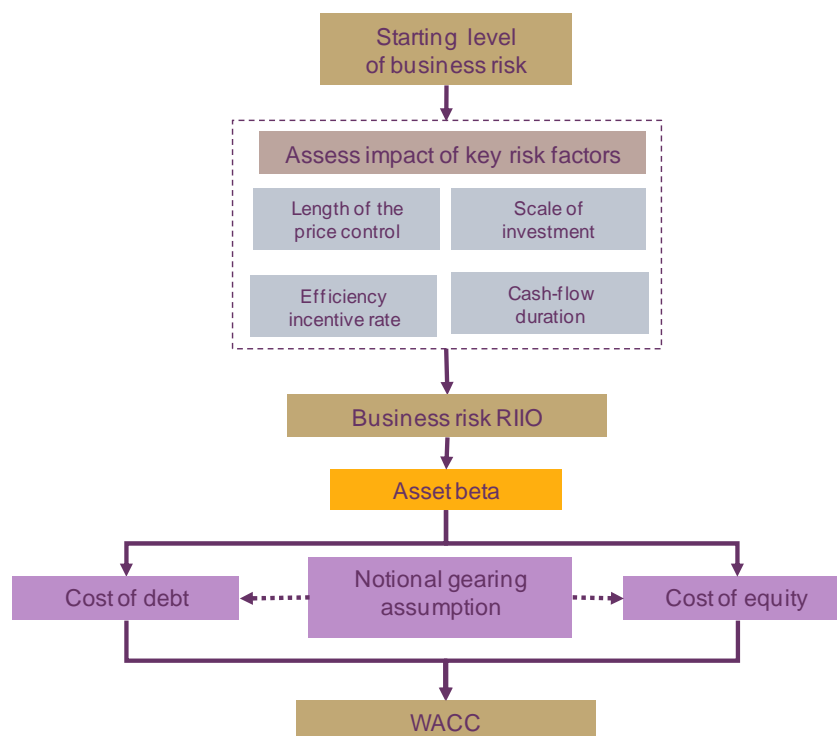 Starting level
of business risk
Assess impact of key risk factors
Length of the
price control
Scale of
investment
Efficiency
incentive rate
Cash-flow
duration
Business risk RIIO
Asset beta
Notional gearing
assumption
Cost of debt
Cost of equity
WACC